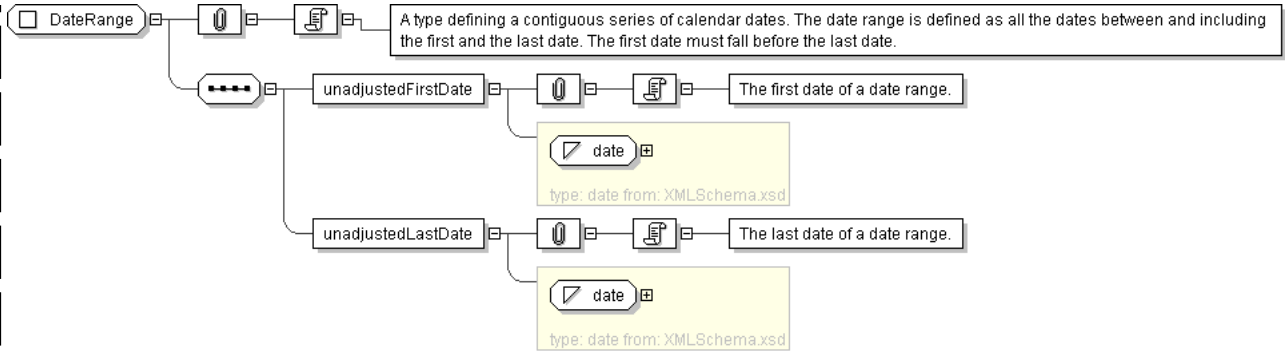 DateRange
A type defining a contiguous series of calendar dates. The date range is defined as all the dates between and including
the first and the last date. The first date must fall before the last date.
unadjustedFirstDate
The first date of a date range.
date
type: date from: XMLSchema.xsd
unadjustedLastDate
The last date of a date range.
date
type: date from: XMLSchema.xsd